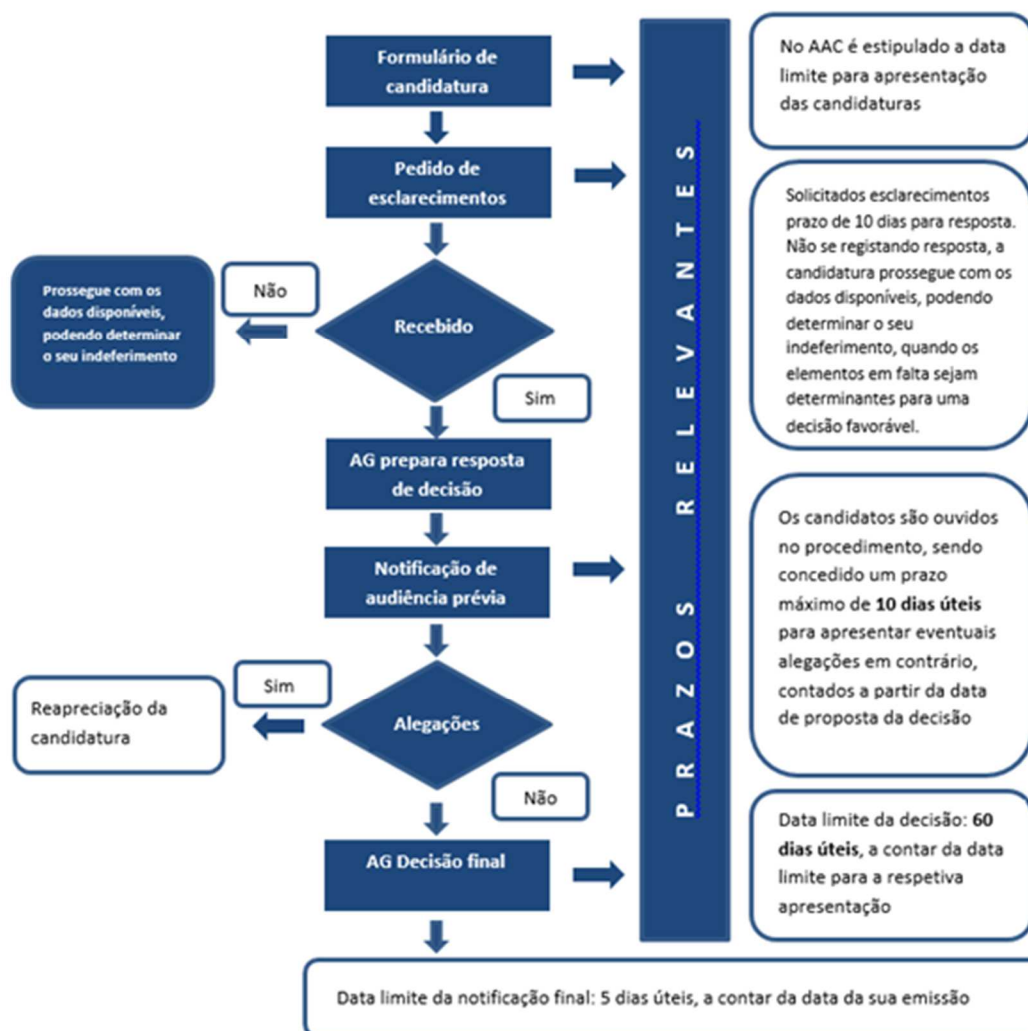 Formulário de
candidatura
No AAC é estipulado a data
limite para apresentação
das candidaturas
Pedido de
esclarecimentos
Solicitados esclarecimentos
prazo de 10 dias para resposta.
Não se registando resposta, a
candidatura prossegue com os
dados disponíveis, podendo
determinar o seu
indeferimento, quando os
elementos em falta sejam
determinantes para uma
decisão favorável.
Recebido
Não
Prossegue com os
dados disponíveis,
podendo determinar
o seu indeferimento
Sim
AG prepara resposta
de decisão
Notificação de
audiência prévia
Os candidatos são ouvidos
no procedimento, sendo
concedido um prazo
máximo de 10 dias úteis
para apresentar eventuais
alegações em contrário,
contados a partir da data
de proposta da decisão
Alegações
Sim
Reapreciação da
candidatura
Não
AG Decisão final
Data limite da decisão: 60
dias úteis, a contar da data
limite para a respetiva
apresentação
PRAZOS RELEVANTES
Data limite da notificação final: 5 dias úteis, a contar da data da sua emissão